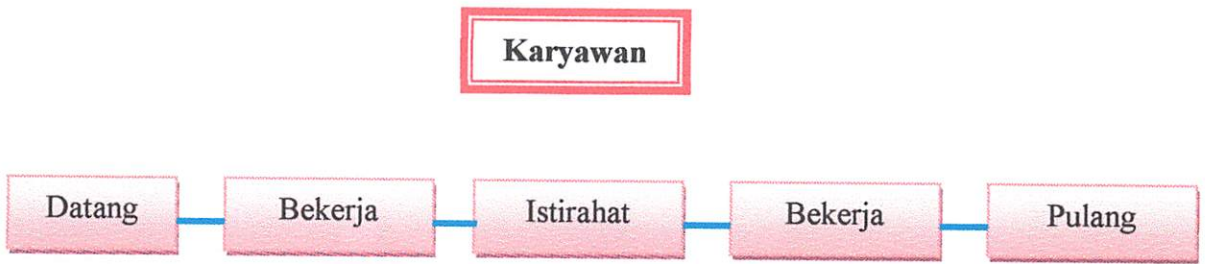 Karyawan
Datang
Bekerja
Istirahat
Bekerja
Pulang